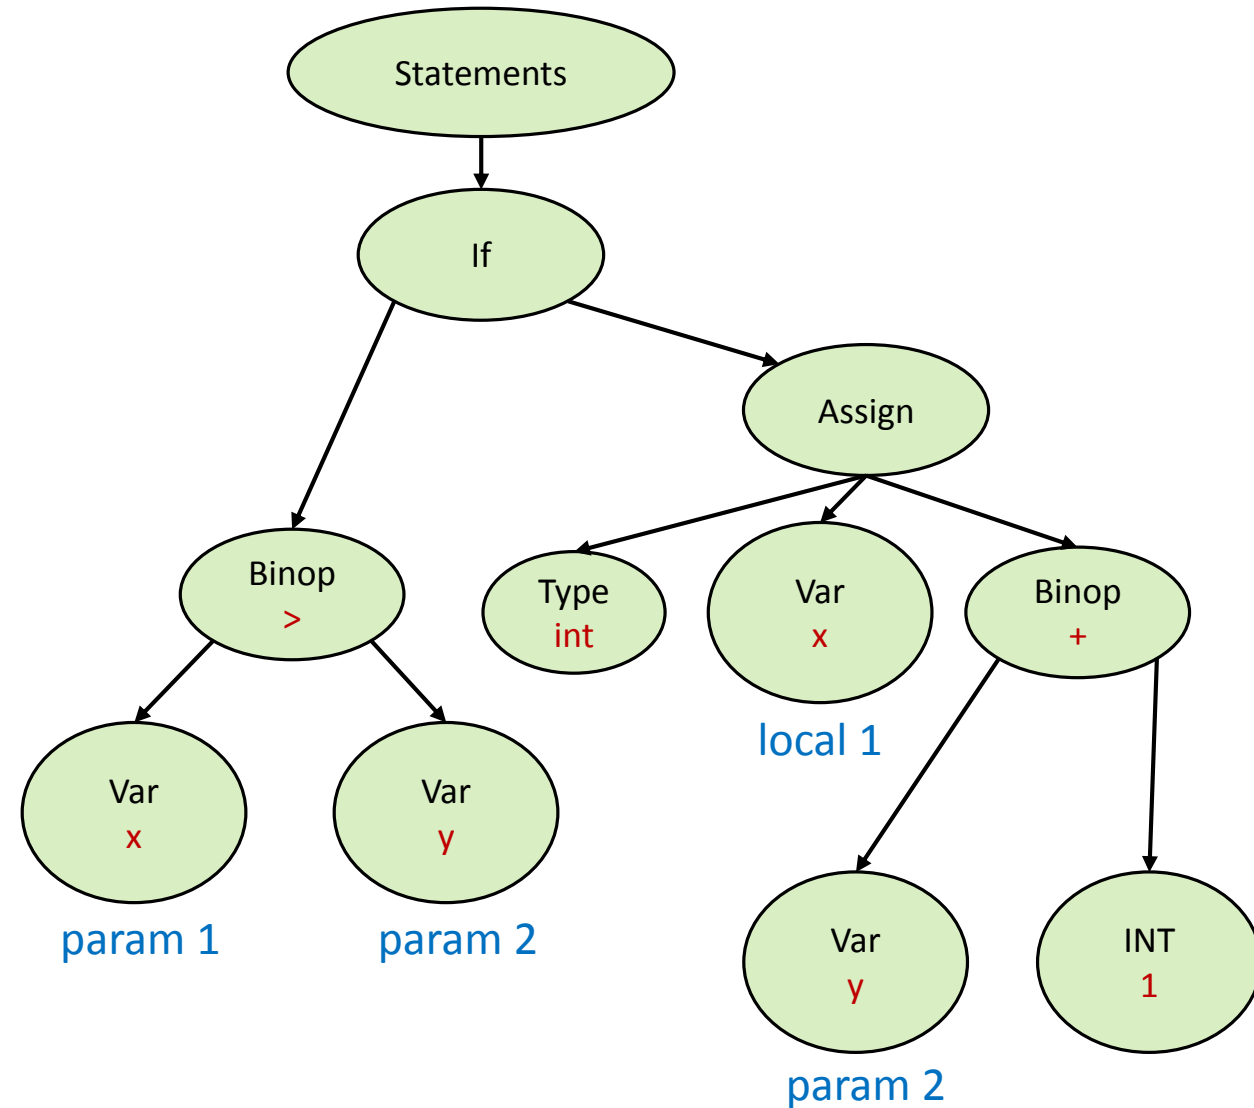 Statements
If
Assign
Binop
>
Type
int
Var
x
Binop
+
local 1
Var
x
Var
y
param 1
param 2
Var
y
INT
1
param 2